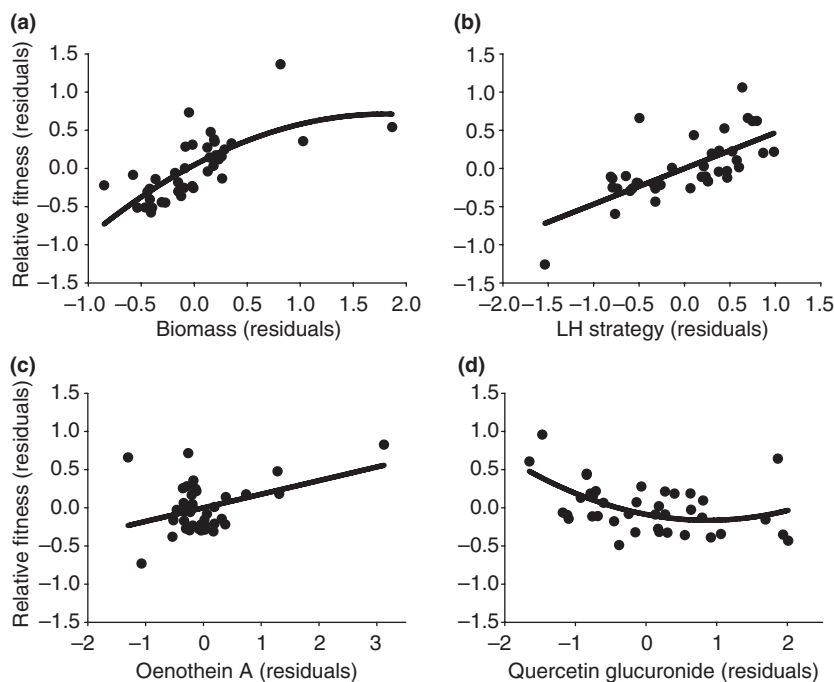 (a)
Relative fitness (residuals)
1.5
1.0
0.5
0.0
−0.5
−1.0
−1.5
−1.0 −0.5 0.0 0.5 1.0 1.5 2.0
Biomass (residuals)
(b)
1.5
1.0
0.5
0.0
−0.5
−1.0
−1.5
−2.0 −1.5 −1.0 −0.5 0.0 0.5 1.0 1.5
LH strategy (residuals)
(c)
Relative fitness (residuals)
1.5
1.0
0.5
0.0
−0.5
−1.0
−1.5
−2 −1 0 1 2 3
Oenothein A (residuals)
(d)
1.5
1.0
0.5
0.0
−0.5
−1.0
−1.5
−2 −1 0 1 2
Quercetin glucuronide (residuals)